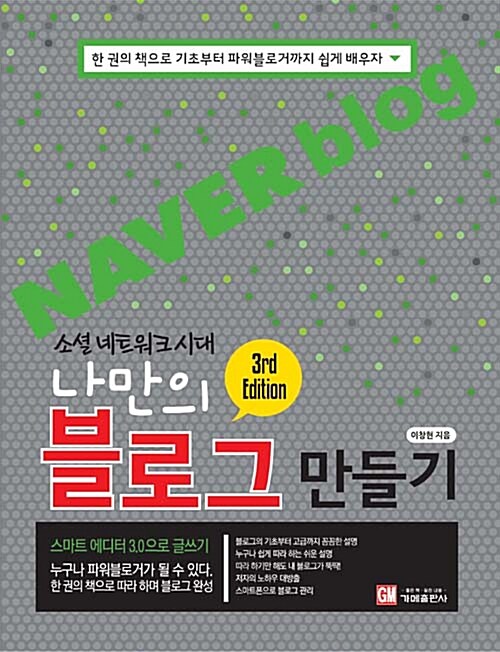 한 권의 책으로 기초부터 파워블로거까지 쉽게 배우자
NAVER blog
소셜 네트워크 시대
나만의
3rd
Edition
블로그 만들기
이창현 지음
스마트 에디터 3.0으로 글쓰기
누구나 파워블로거가 될 수 있다,
한 권의 책으로 따라 하며 블로그 완성
블로그의 기초부터 고급까지 꼼꼼한 설명
누구나 쉽게 따라 하는 쉬운 설명
따라 하기만 해도 내 블로그가 뚝딱!
저자의 노하우 대방출
스마트폰으로 블로그 관리
GM
가메출판사